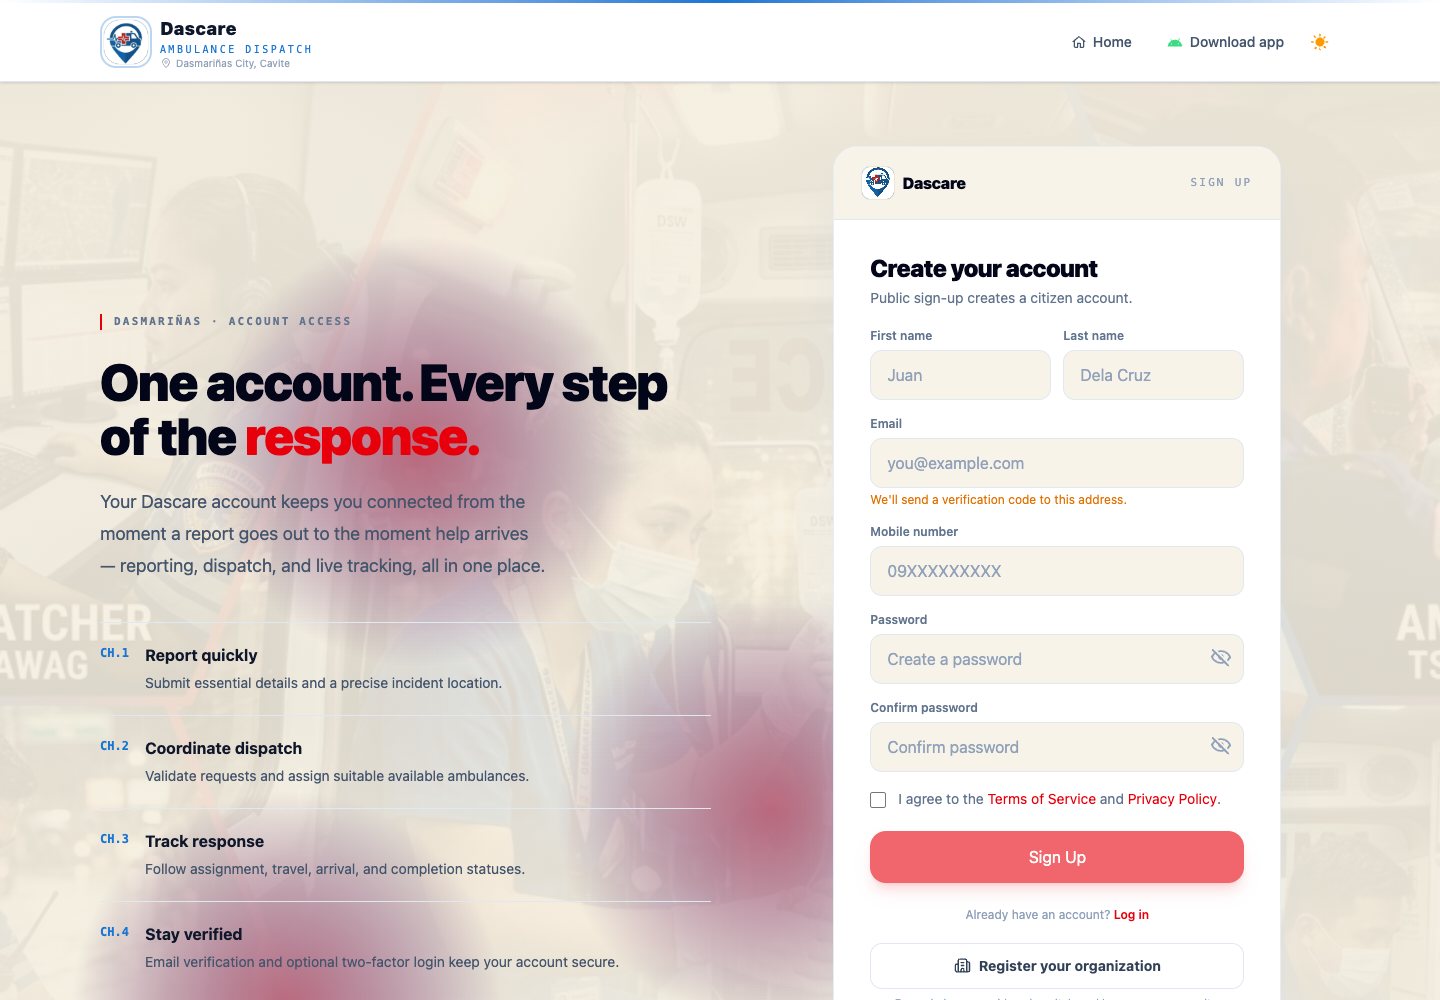 Dascare
AMBULANCE DISPATCH
Dasmariñas City, Cavite
Home
Download app
DSW
DASMARIÑAS · ACCOUNT ACCESS
One account. Every step
of the response.
Your Dascare account keeps you connected from the
moment a report goes out to the moment help arrives
— reporting, dispatch, and live tracking, all in one place.
ATCHER
AWAG
CH.1
Report quickly
Submit essential details and a precise incident location.
CH.2
Coordinate dispatch
Validate requests and assign suitable available ambulances.
CH.3
Track response
Follow assignment, travel, arrival, and completion statuses.
CH.4
Stay verified
Email verification and optional two-factor login keep your account secure.
Dascare
SIGN UP
Create your account
Public sign-up creates a citizen account.
First name
Last name
Juan
Dela Cruz
Email
you@example.com
We'll send a verification code to this address.
Mobile number
09XXXXXXXXX
Password
Create a password
Confirm password
Confirm password
I agree to the Terms of Service and Privacy Policy.
Sign Up
Already have an account? Log in
Register your organization